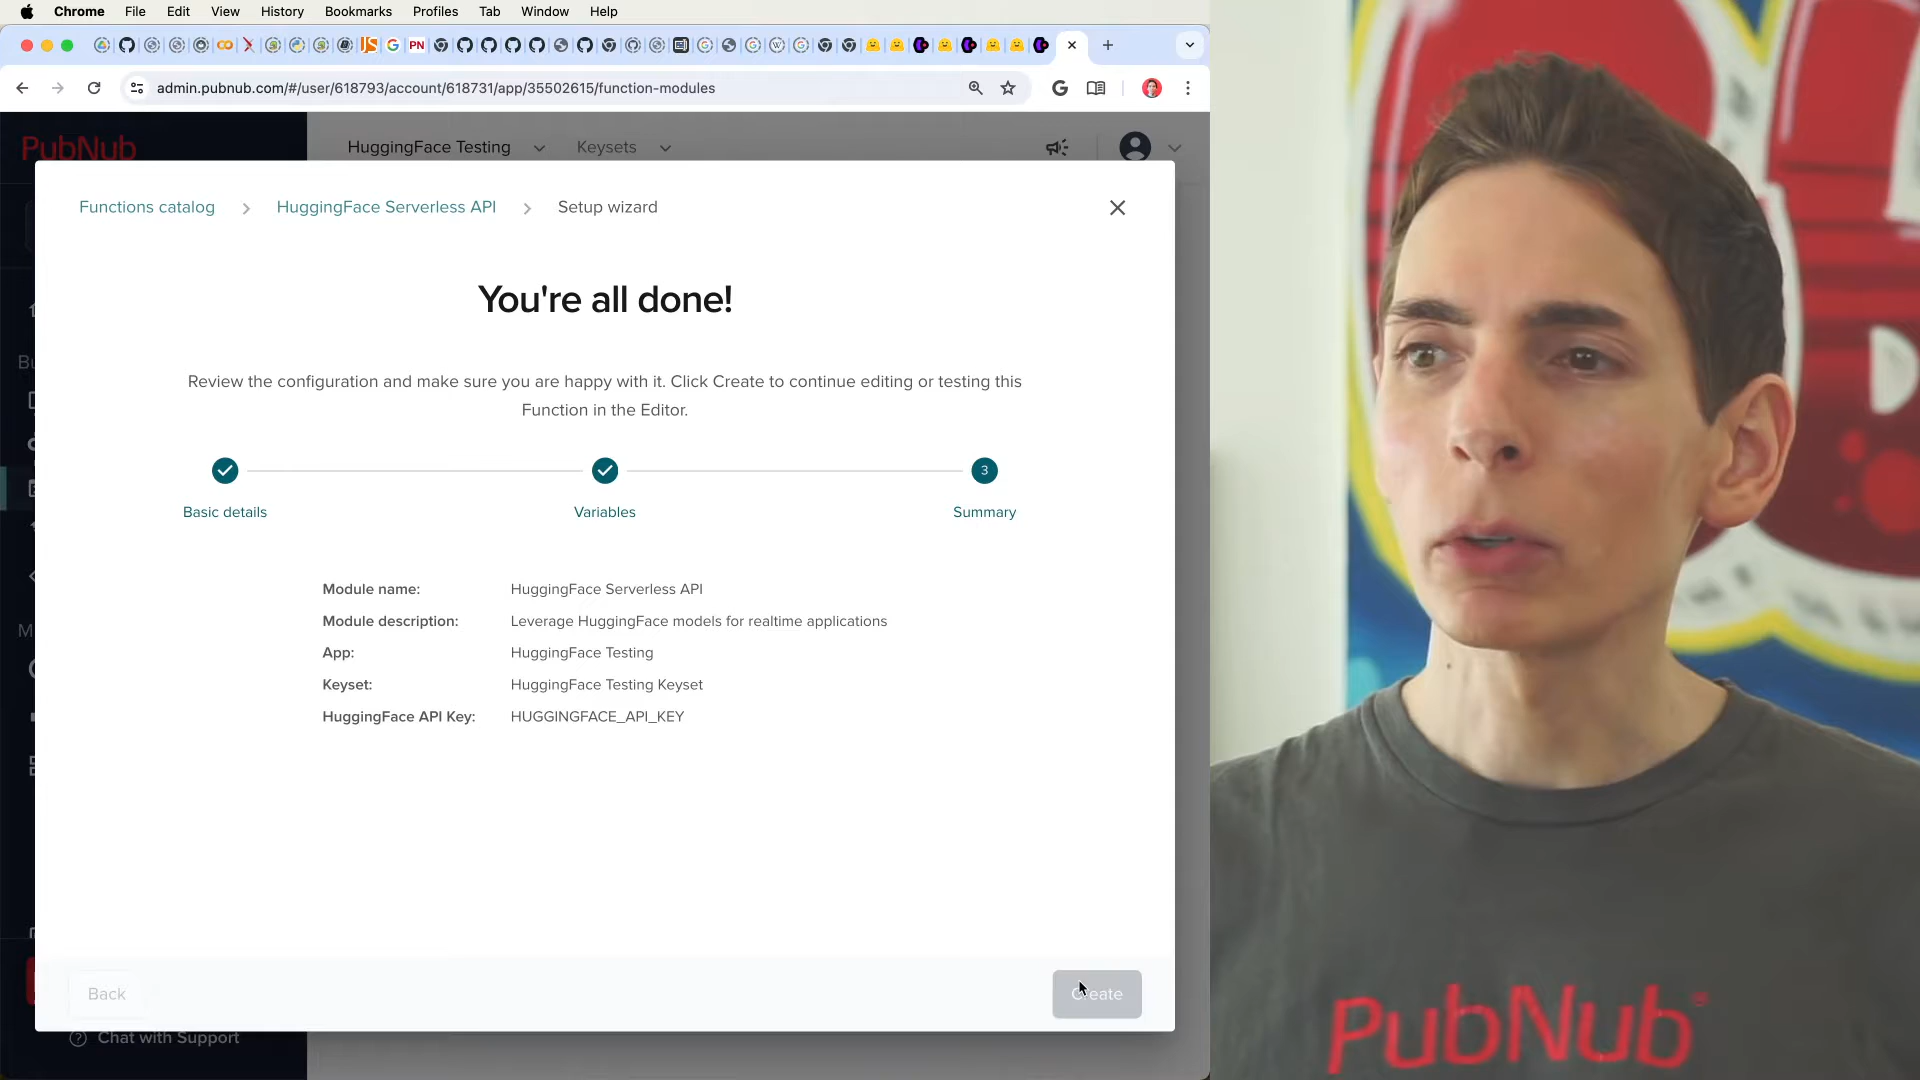 Chrome File Edit View History Bookmarks Profiles Tab Window Help
admin.pubnub.com/#/user/618793/account/618731/app/35502615/function-modules
PubNub
HuggingFace Testing
Keysets
Functions catalog
HuggingFace Serverless API
Setup wizard
You're all done!
Review the configuration and make sure you are happy with it. Click Create to continue editing or testing this
Function in the Editor.
3
Basic details
Variables
Summary
Module name: HuggingFace Serverless API
Module description: Leverage HuggingFace models for realtime applications
App: HuggingFace Testing
Keyset: HuggingFace Testing Keyset
HuggingFace API Key: HUGGINGFACE_API_KEY
Back
Create
Chat with Support
PubNub